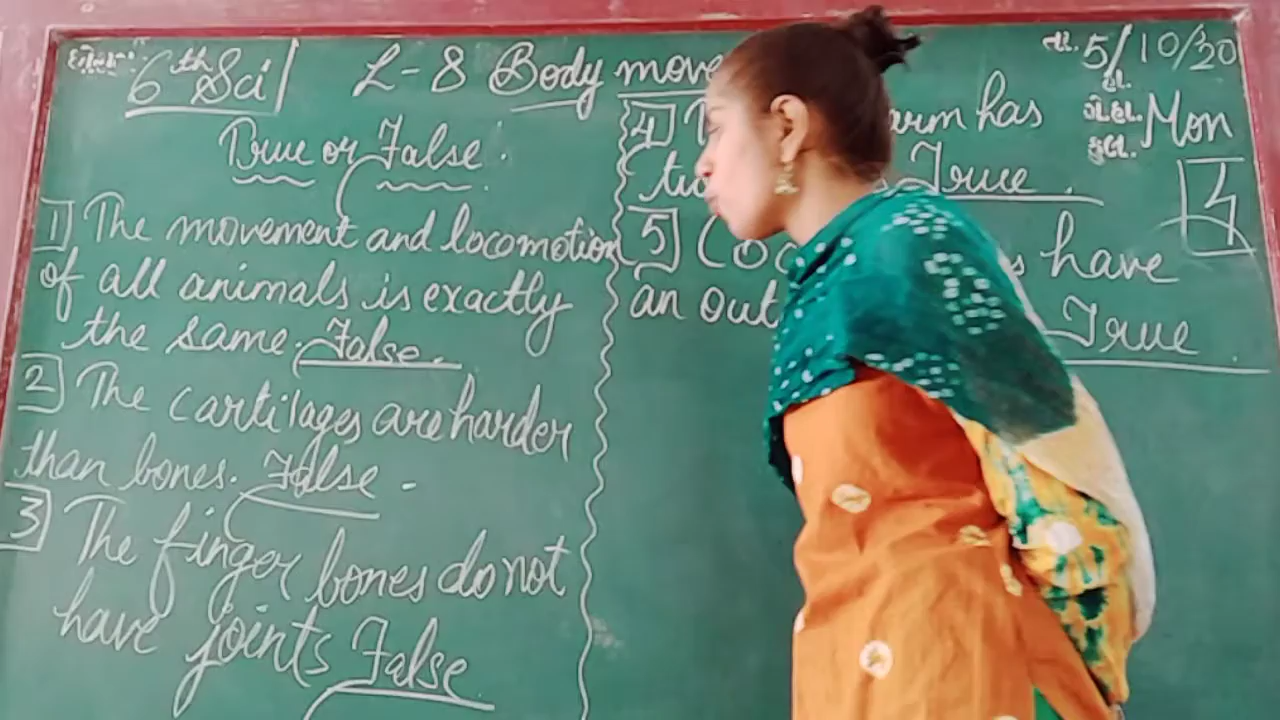 6th Sci
L-8 Body move
True or False.
1] The movement and locomotion
of all animals is exactly
the same. False.
2] The cartilages are harder
than bones. False.
3] The finger bones do not
have joints False.
4] arm has
True.
5] have
an out True.
તા. 5/10/20
Mon
4